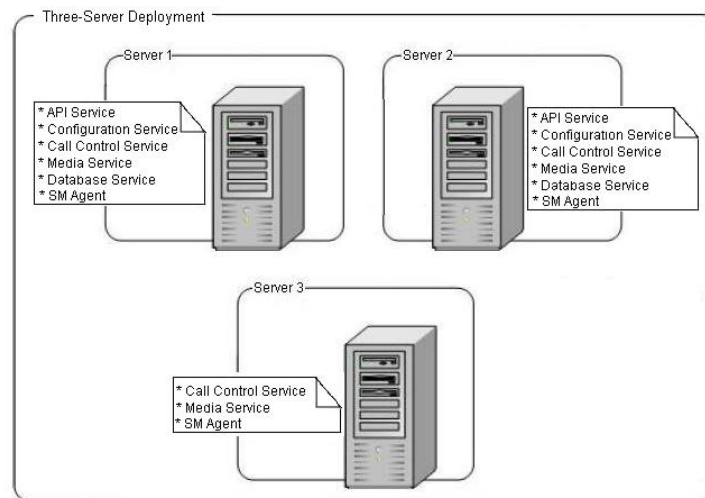 Three-Server Deployment
Server 1
* API Service
* Configuration Service
* Call Control Service
* Media Service
* Database Service
* SM Agent
Server 2
* API Service
* Configuration Service
* Call Control Service
* Media Service
* Database Service
* SM Agent
Server 3
* Call Control Service
* Media Service
* SM Agent